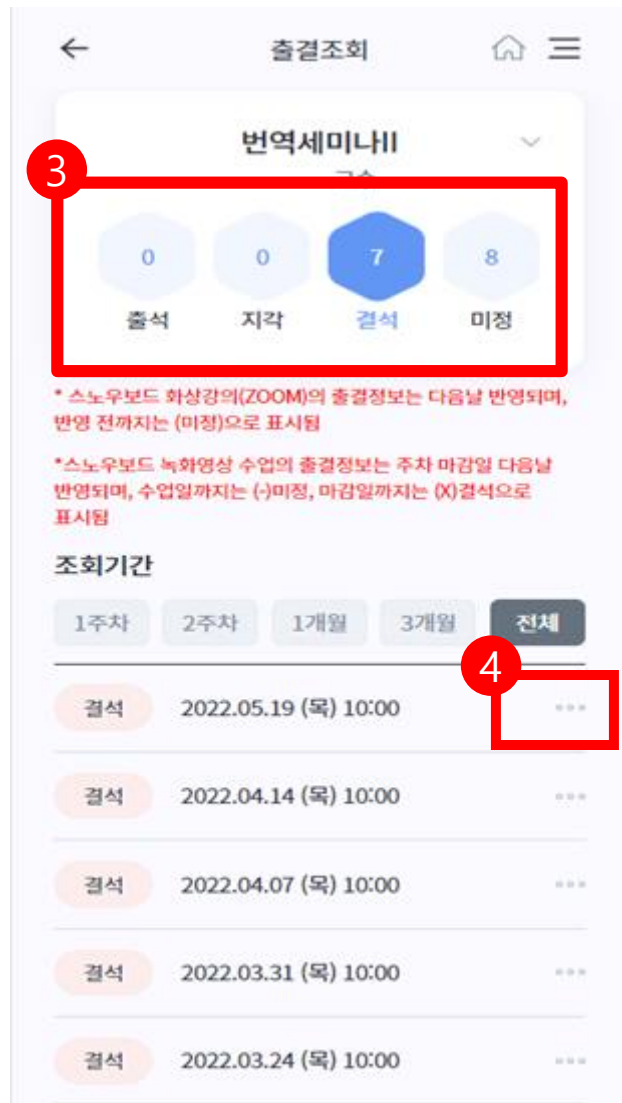 출결조회
번역세미나II
3
0 0 7 8
출석 지각 결석 미정
* 스노우보드 화상강의(ZOOM)의 출결정보는 다음날 반영되며,
반영 전까지는 (미정)으로 표시됨
*스노우보드 녹화영상 수업의 출결정보는 주차 마감일 다음날
반영되며, 수업일까지는 (-)미정, 마감일까지는 (X)결석으로
표시됨
조회기간
1주차 2주차 1개월 3개월 전체
4
결석 2022.05.19 (목) 10:00
결석 2022.04.14 (목) 10:00
결석 2022.04.07 (목) 10:00
결석 2022.03.31 (목) 10:00
결석 2022.03.24 (목) 10:00